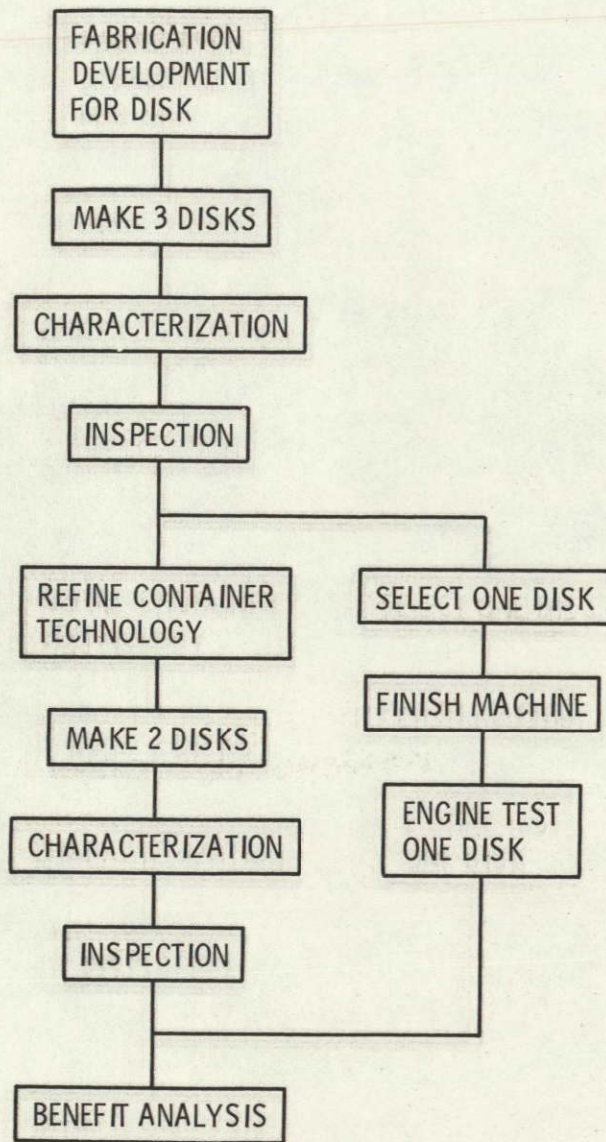 FABRICATION
DEVELOPMENT
FOR DISK
MAKE 3 DISKS
CHARACTERIZATION
INSPECTION
REFINE CONTAINER
TECHNOLOGY
MAKE 2 DISKS
CHARACTERIZATION
INSPECTION
SELECT ONE DISK
FINISH MACHINE
ENGINE TEST
ONE DISK
BENEFIT ANALYSIS